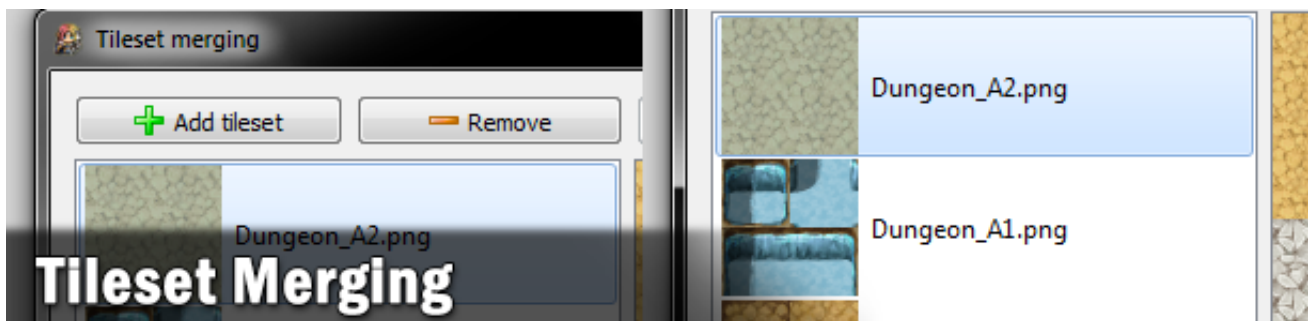 Tileset merging
Add tileset
Remove
Dungeon_A2.png
Tileset Merging
Dungeon_A2.png
Dungeon_A1.png